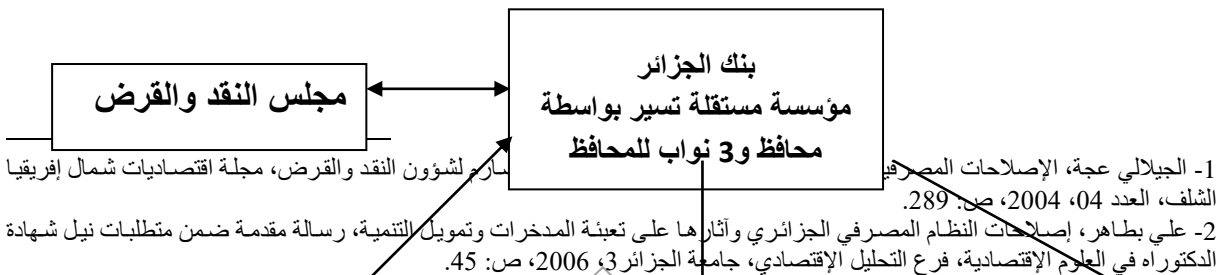 بنك الجزائر
مؤسسة مستقلة تسير بواسطة
محافظ و3 نواب للمحافظ
مجلس النقد والقرض
1- الجيلالي عجة، الإصلاحات المصرفية لشؤون النقد والقرض، مجلة اقتصاديات شمال إفريقيا
الشلف، العدد 04، 2004، ص: 289.
2- علي بطاهر، إصلاحات النظام المصرفي الجزائري وآثارها على تعبئة المدخرات وتمويل التنمية، رسالة مقدمة ضمن متطلبات نيل شهادة
الدكتوراه في العلوم الإقتصادية، فرع التحليل الإقتصادي، جامعة الجزائر3، 2006، ص: 45.